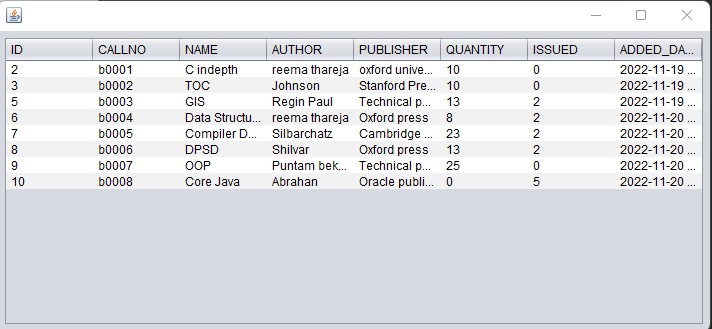 ID CALLNO NAME AUTHOR PUBLISHER QUANTITY ISSUED ADDED_DA...
2 b0001 C indepth reema thareja oxford unive... 10 0 2022-11-19 ...
3 b0002 TOC Johnson Stanford Pre... 10 0 2022-11-19 ...
5 b0003 GIS Regin Paul Technical p... 13 2 2022-11-19 ...
6 b0004 Data Structu... reema thareja Oxford press 8 2 2022-11-20 ...
7 b0005 Compiler D... Silbarchatz Cambridge ... 23 2 2022-11-20 ...
8 b0006 DPSD Shilvar Oxford press 13 2 2022-11-20 ...
9 b0007 OOP Puntam bek... Technical p... 25 0 2022-11-20 ...
10 b0008 Core Java Abrahan Oracle publi... 0 5 2022-11-20 ...